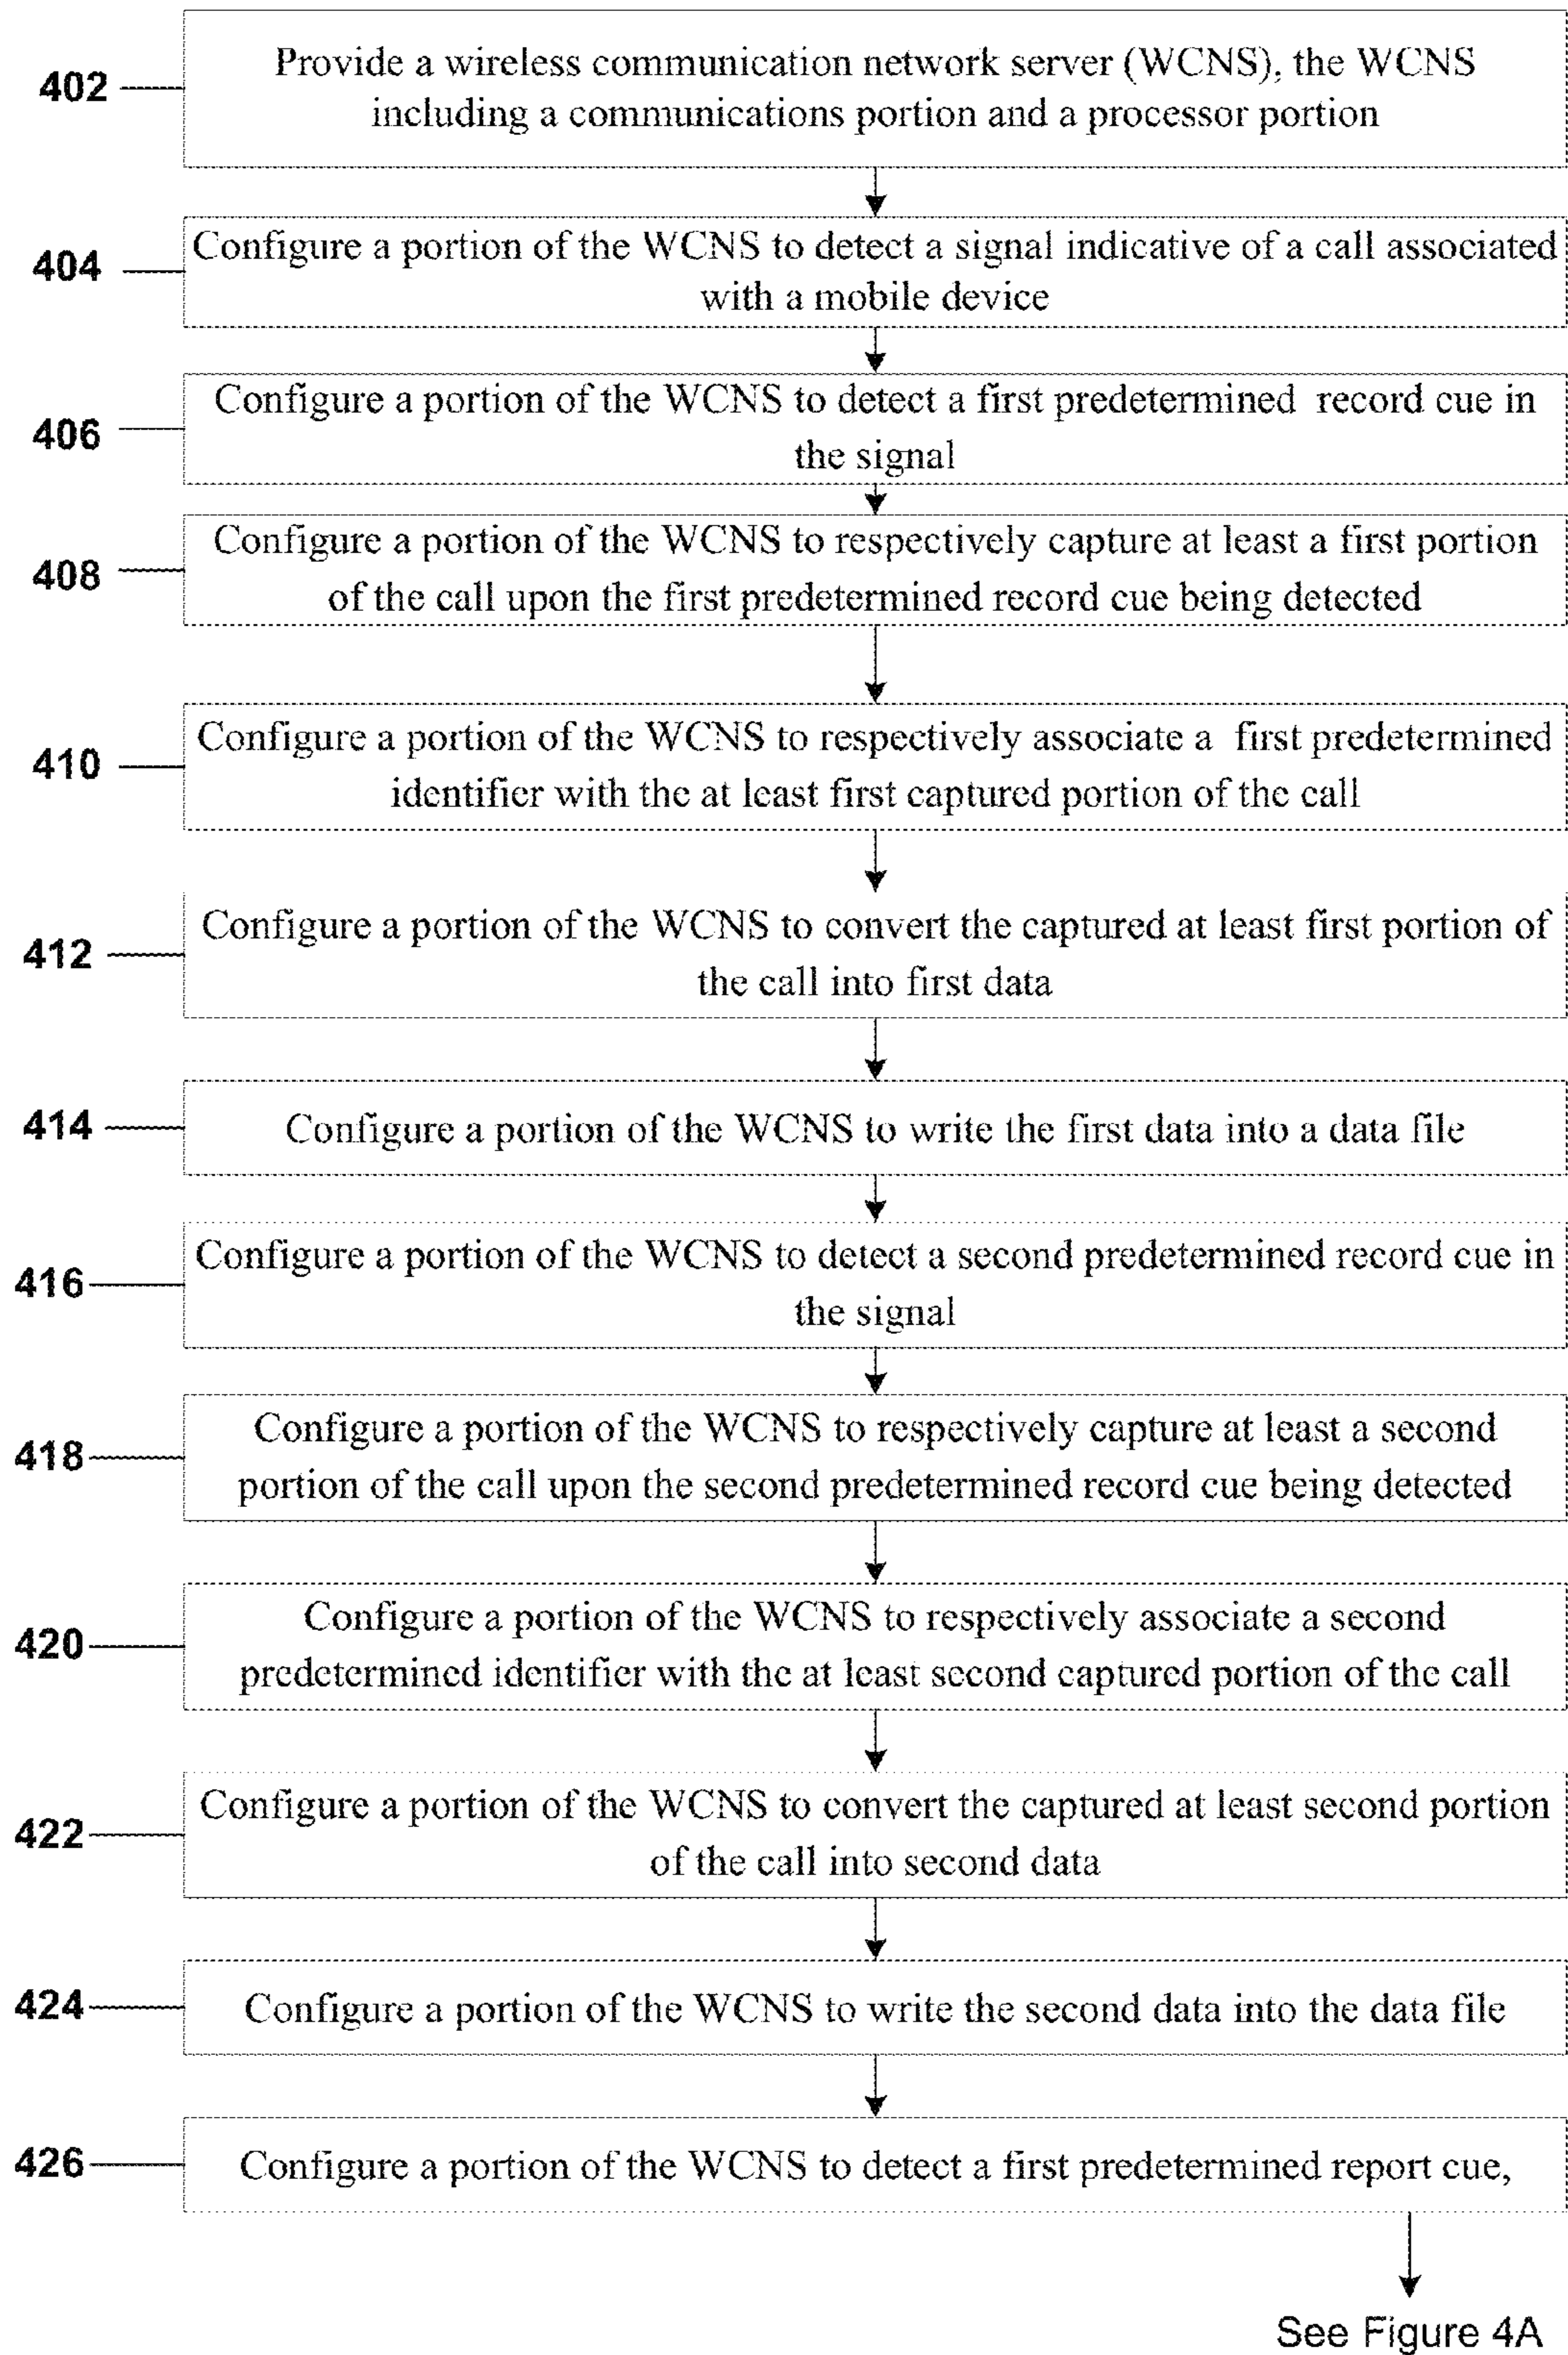 402
Provide a wireless communication network server (WCNS), the WCNS
including a communications portion and a processor portion
404
Configure a portion of the WCNS to detect a signal indicative of a call associated
with a mobile device
406
Configure a portion of the WCNS to detect a first predetermined record cue in
the signal
408
Configure a portion of the WCNS to respectively capture at least a first portion
of the call upon the first predetermined record cue being detected
410
Configure a portion of the WCNS to respectively associate a first predetermined
identifier with the at least first captured portion of the call
412
Configure a portion of the WCNS to convert the captured at least first portion of
the call into first data
414
Configure a portion of the WCNS to write the first data into a data file
416
Configure a portion of the WCNS to detect a second predetermined record cue in
the signal
418
Configure a portion of the WCNS to respectively capture at least a second
portion of the call upon the second predetermined record cue being detected
420
Configure a portion of the WCNS to respectively associate a second
predetermined identifier with the at least second captured portion of the call
422
Configure a portion of the WCNS to convert the captured at least second portion
of the call into second data
424
Configure a portion of the WCNS to write the second data into the data file
426
Configure a portion of the WCNS to detect a first predetermined report cue,
See Figure 4A